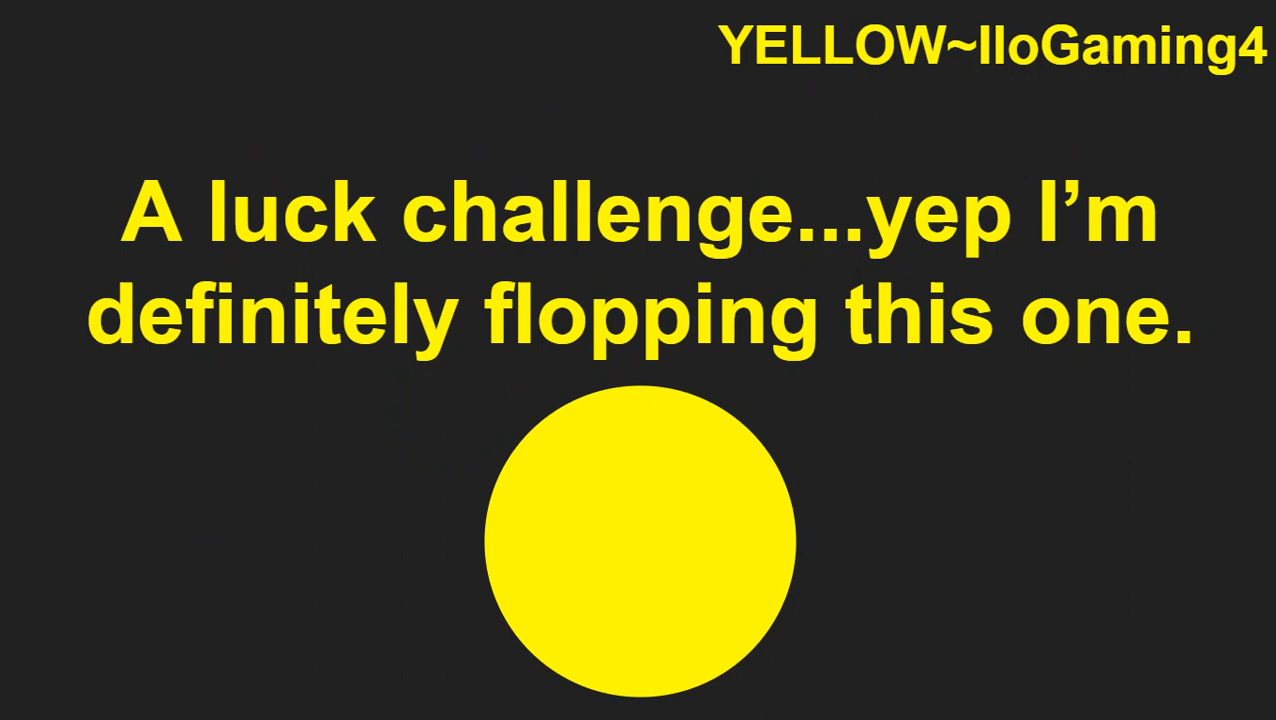 YELLOW~IloGaming4
A luck challenge...yep I’m
definitely flopping this one.